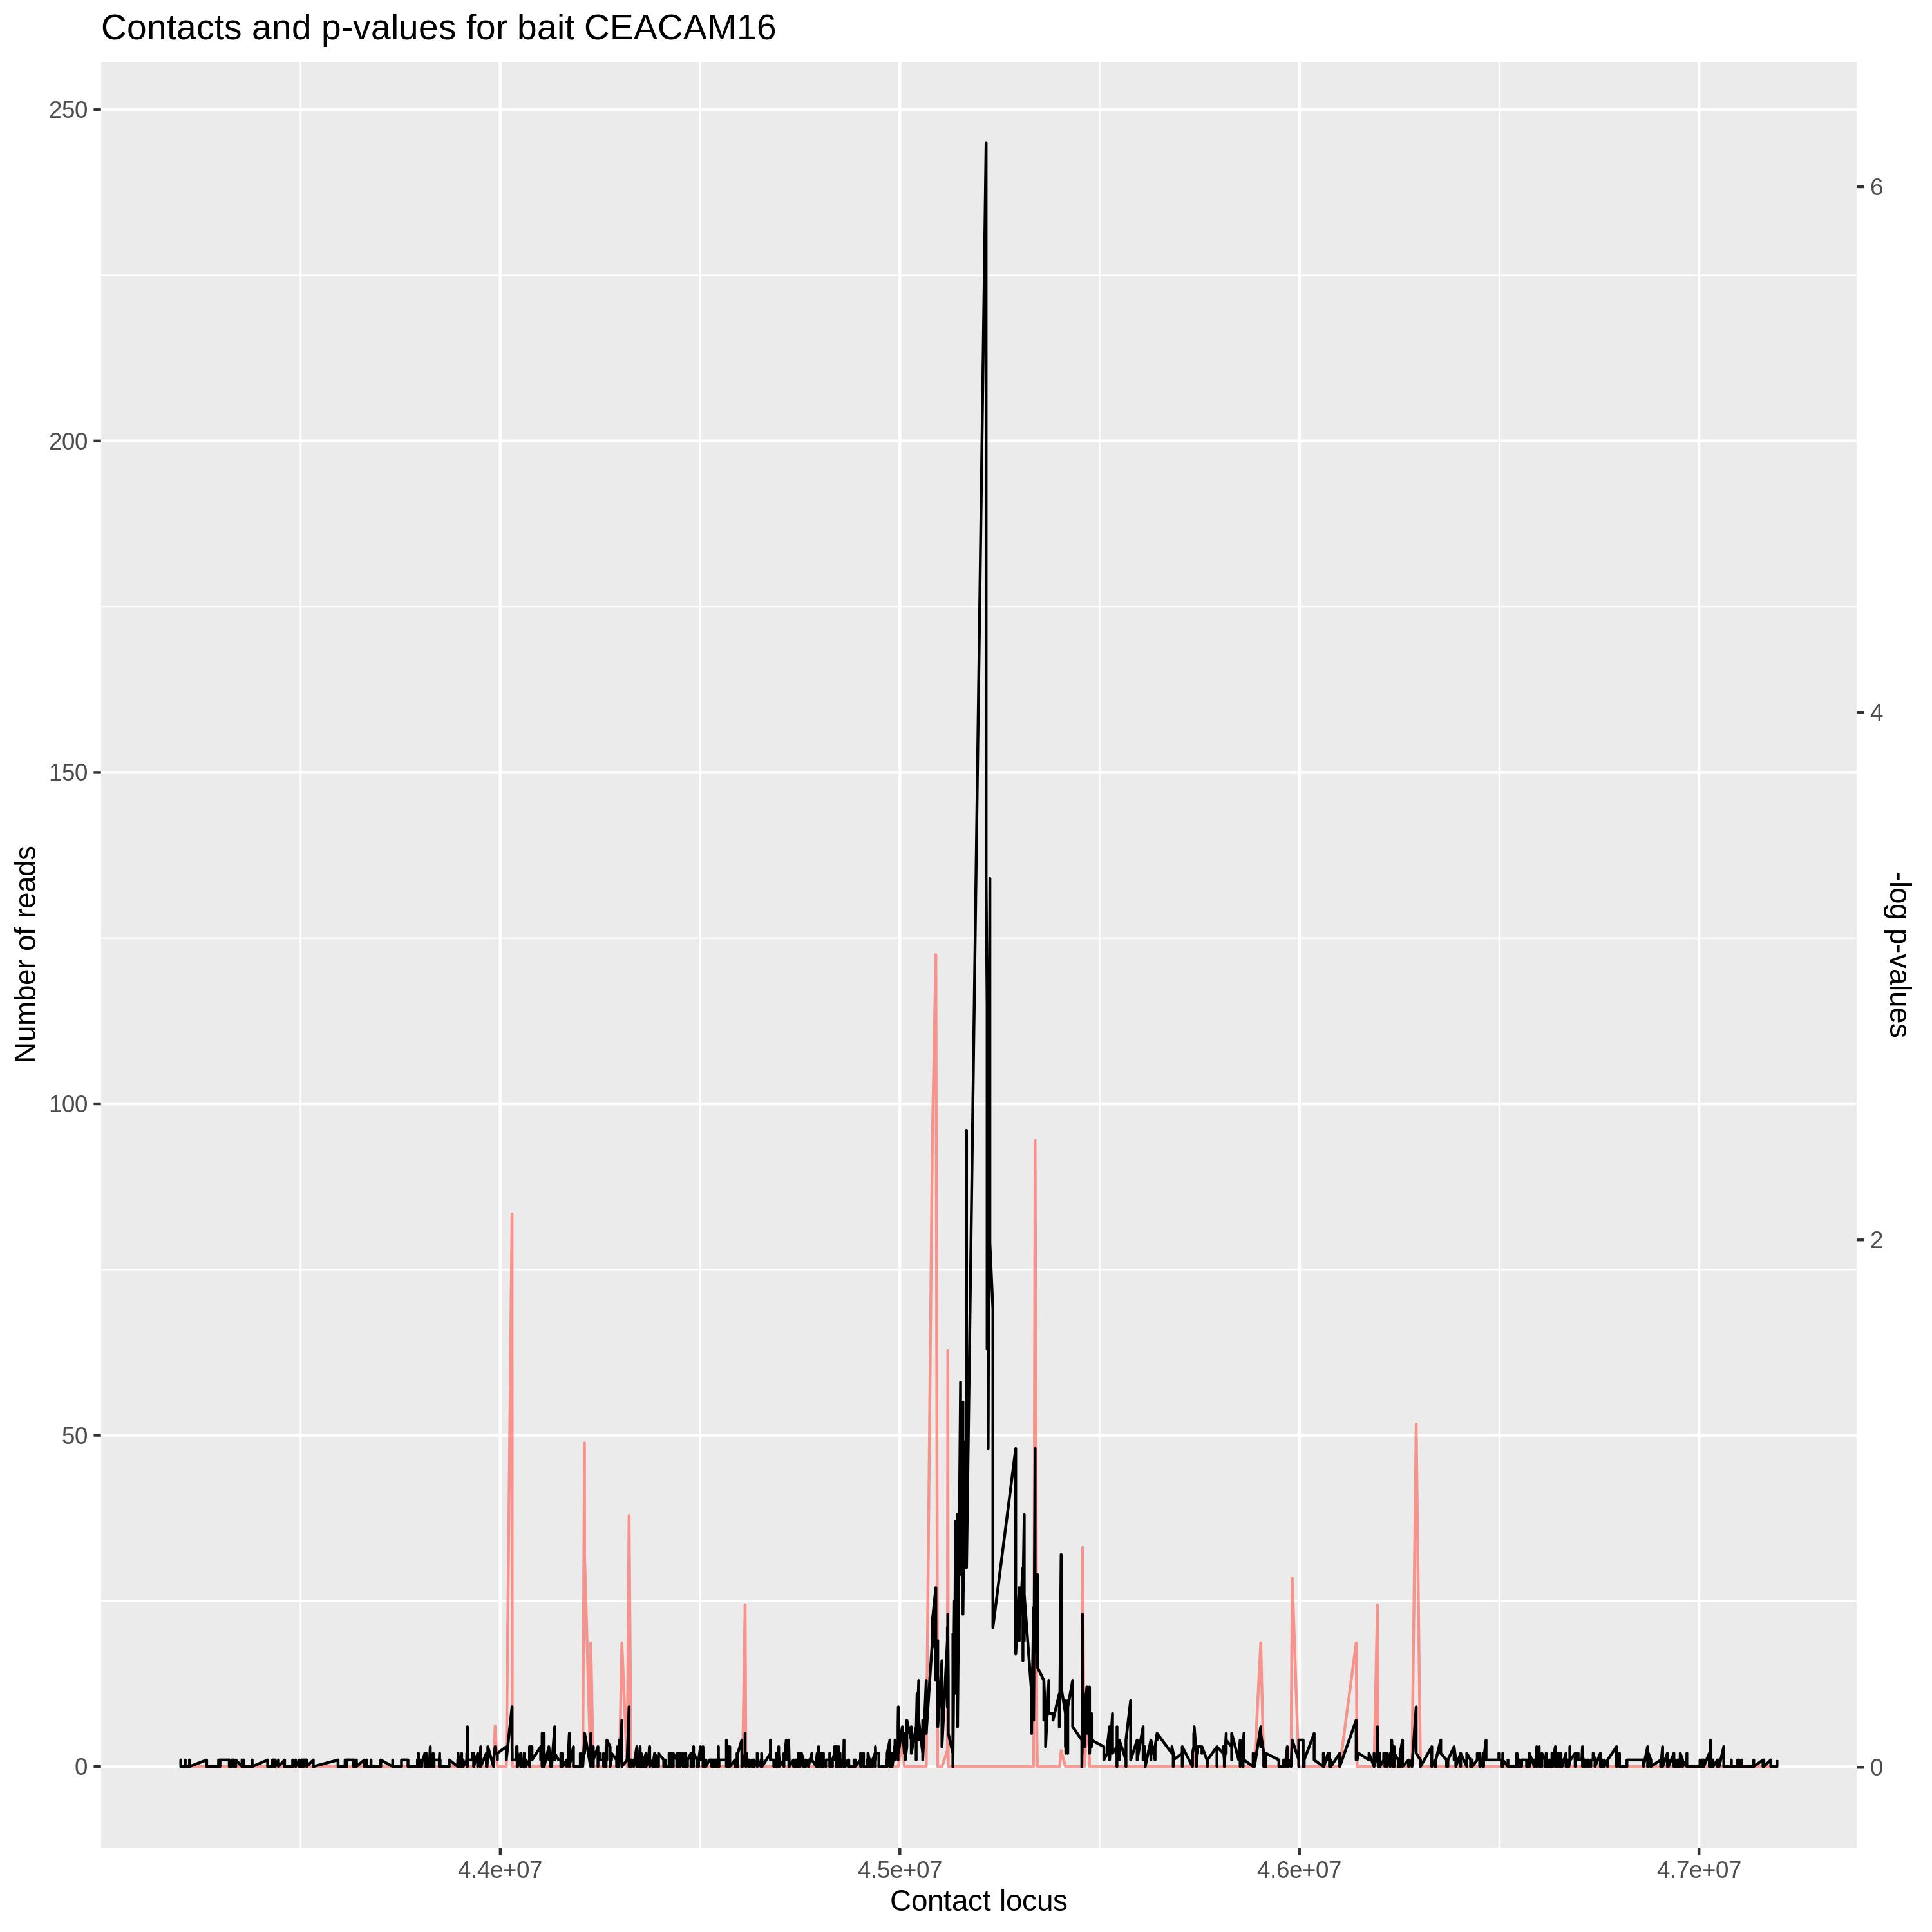 Contacts and p-values for bait CEACAM16
250
200
150
100
50
0
Number of reads
6
4
2
0
-log p-values
4.4e+07 4.5e+07 4.6e+07 4.7e+07
Contact locus